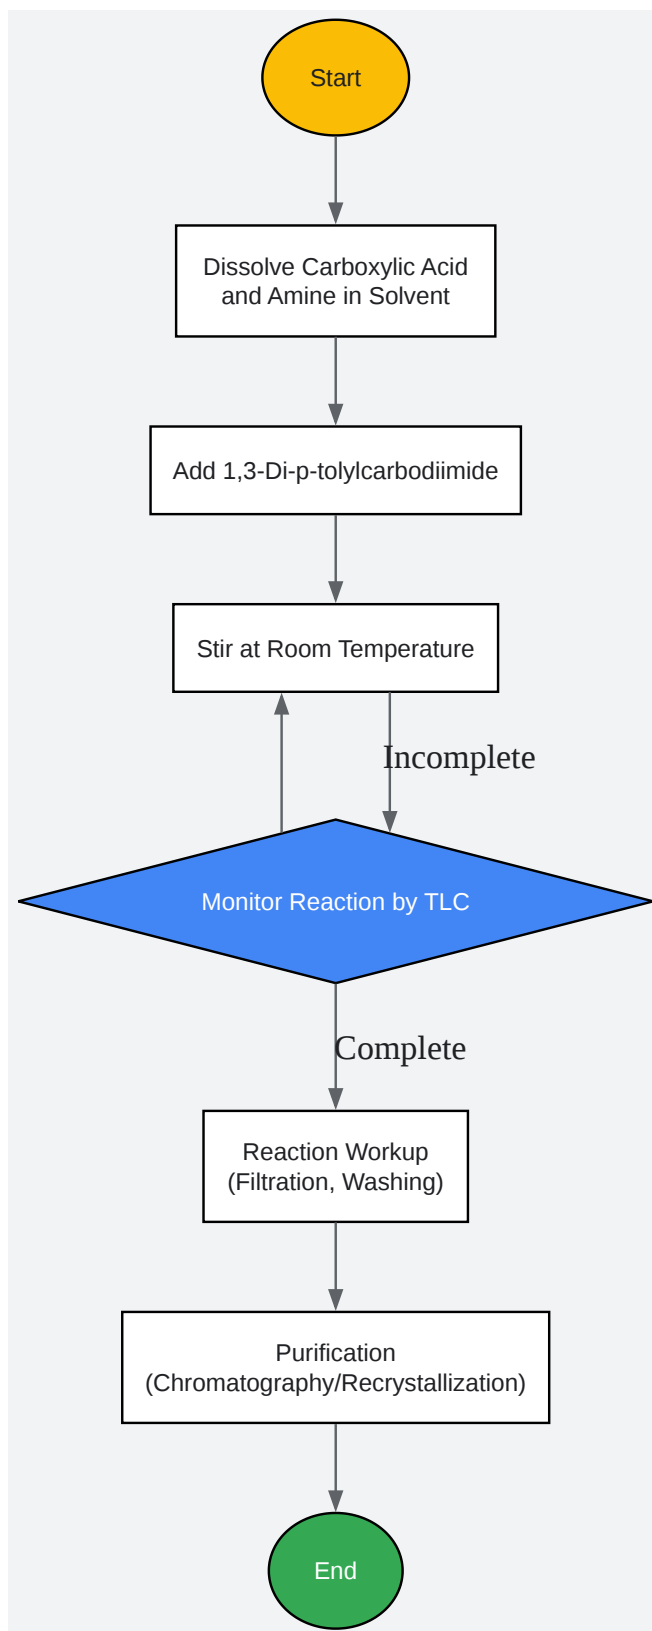 Start
Dissolve Carboxylic Acid
and Amine in Solvent
Add 1,3-Di-p-tolylcarbodiimide
Stir at Room Temperature
Incomplete
Monitor Reaction by TLC
Complete
Reaction Workup
(Filtration, Washing)
Purification
(Chromatography/Recrystallization)
End